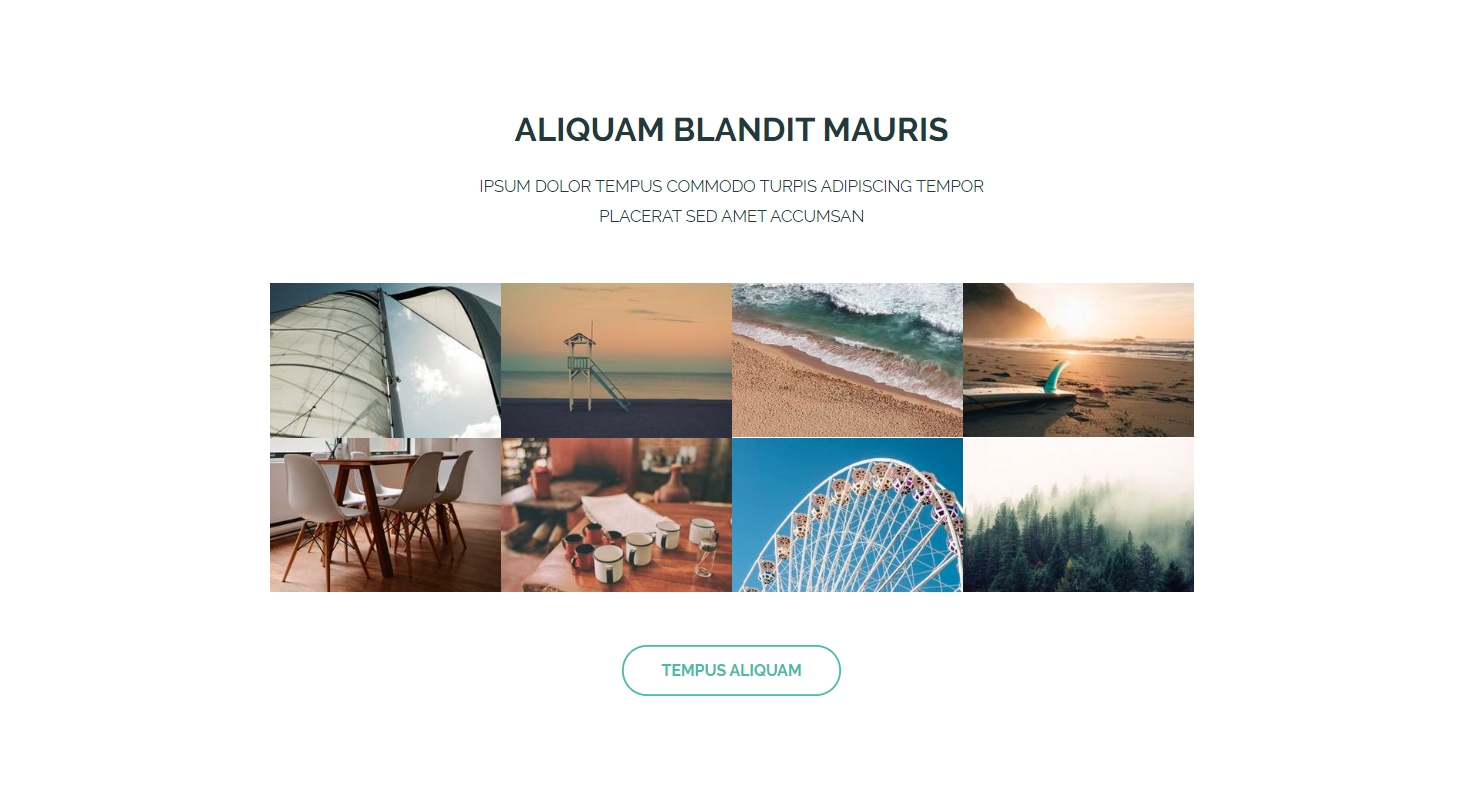 ALIQUAM BLANDIT MAURIS
IPSUM DOLOR TEMPUS COMMODO TURPIS ADIPISCING TEMPOR
PLACERAT SED AMET ACCUMSAN
TEMPUS ALIQUAM